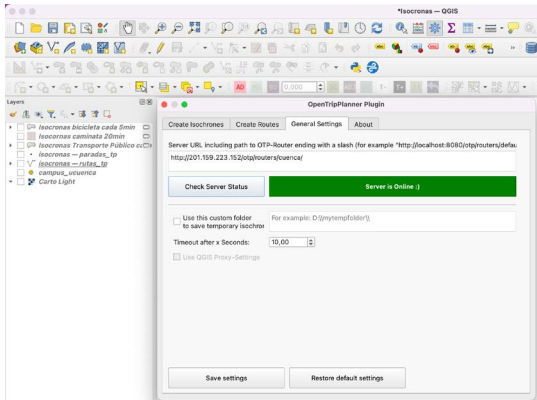 *Isocronas — QGIS
AD
0,000
Layers
Isocronas bicicleta cada 5min
Isocornas caminata 20min
Isocronas Transporte Público c
isocronas — paradas_tp
isocronas — rutas_tp
campus_ucuenca
Carto Light
OpenTripPlanner Plugin
Create Isochrones
Create Routes
General Settings
About
Server URL including path to OTP-Router ending with a slash (for example "http://localhost:8080/otp/routers/defau
http://201.159.223.152/otp/routers/cuenca/
Check Server Status
Server is Online :)
Use this custom folder
to save temporary isochror
For example: D:\\mytempfolder\\
Timeout after x Seconds:
10,00
Use QGIS Proxy-Settings
Save settings
Restore default settings